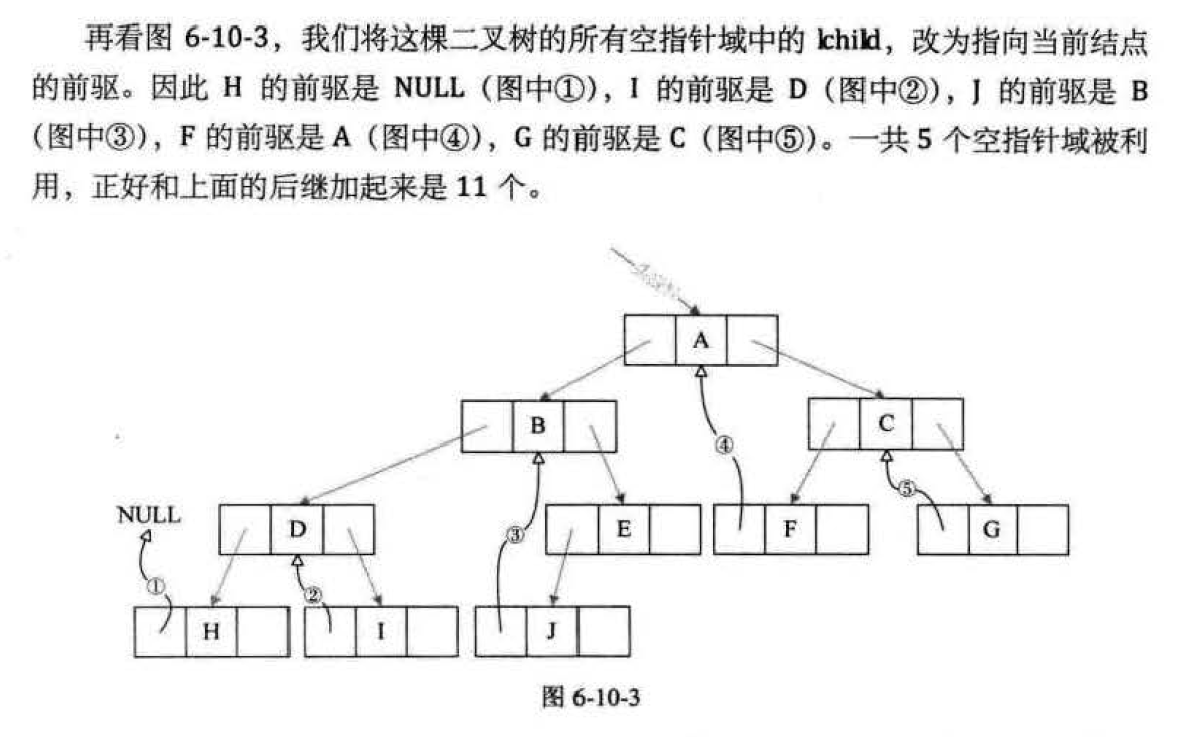 再看图 6-10-3，我们将这棵二叉树的所有空指针域中的 lchild，改为指向当前结点
的前驱。因此 H 的前驱是 NULL（图中①），I 的前驱是 D（图中②），J 的前驱是 B
（图中③），F 的前驱是 A（图中④），G 的前驱是 C（图中⑤）。一共 5 个空指针域被利
用，正好和上面的后继加起来是 11 个。
A
B
C
④
⑤
NULL
D
③
E
F
G
①
②
H
I
J
图 6-10-3